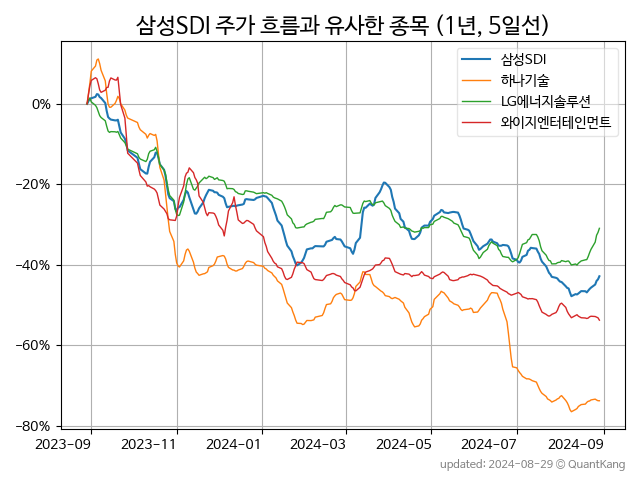 삼성SDI 주가 흐름과 유사한 종목 (1년, 5일선)
삼성SDI
하나기술
LG에너지솔루션
와이지엔터테인먼트
0%
−20%
−40%
−60%
−80%
2023-09 2023-11 2024-01 2024-03 2024-05 2024-07 2024-09
updated: 2024-08-29 © QuantKang